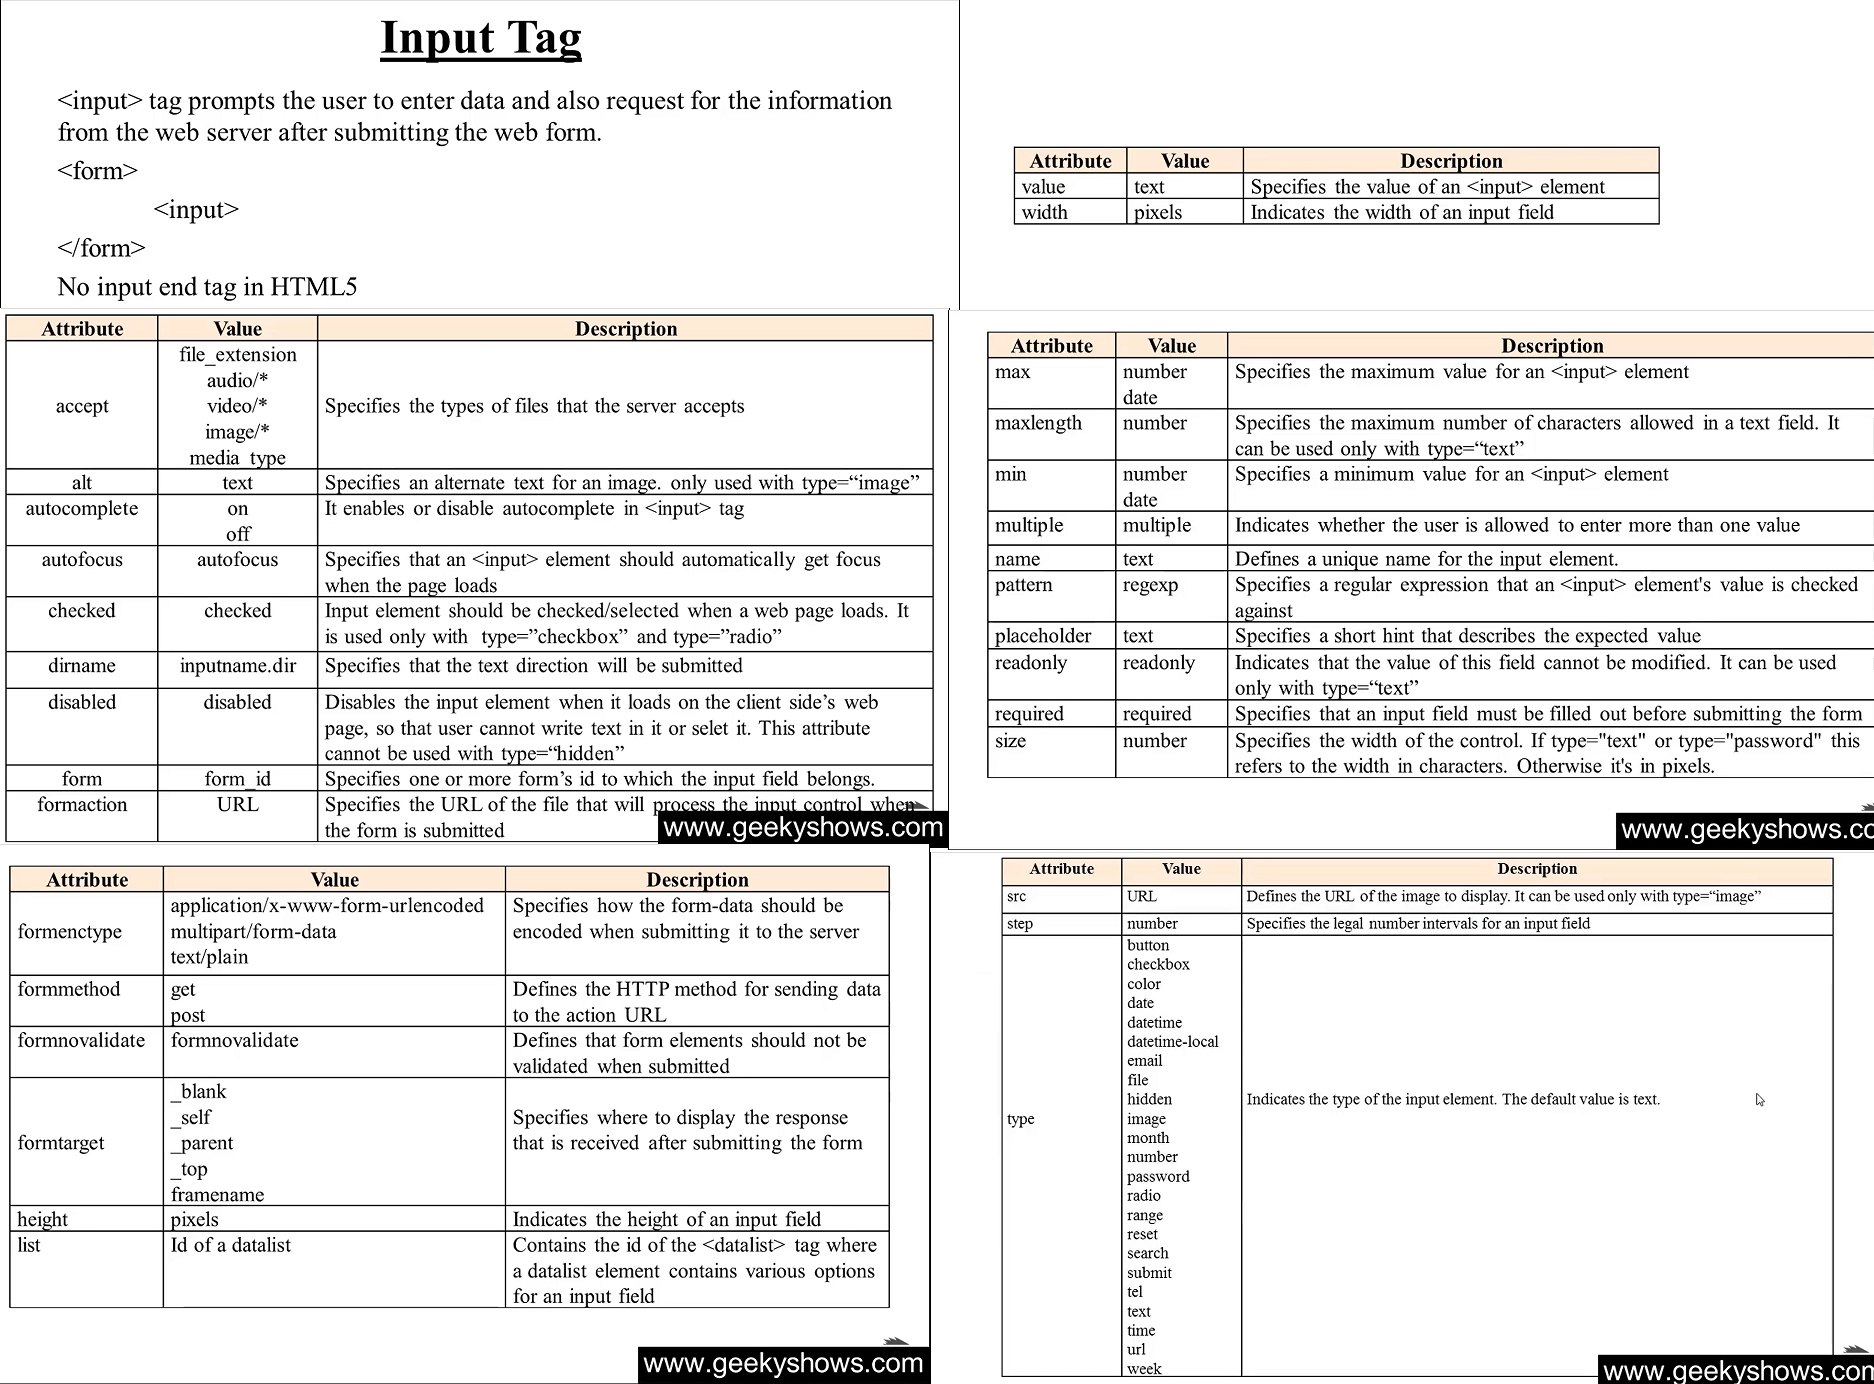 Input Tag
<input> tag prompts the user to enter data and also request for the information
from the web server after submitting the web form.
<form>
<input>
</form>
No input end tag in HTML5
Attribute Value Description
value text Specifies the value of an <input> element
width pixels Indicates the width of an input field
Attribute Value Description
file_extension
audio/*
accept video/* Specifies the types of files that the server accepts
image/*
media_type
alt text Specifies an alternate text for an image. only used with type=“image”
autocomplete on It enables or disable autocomplete in <input> tag
off
autofocus autofocus Specifies that an <input> element should automatically get focus
when the page loads
checked checked Input element should be checked/selected when a web page loads. It
is used only with type=”checkbox” and type=”radio”
dirname inputname.dir Specifies that the text direction will be submitted
disabled disabled Disables the input element when it loads on the client side’s web
page, so that user cannot write text in it or selet it. This attribute
cannot be used with type=“hidden”
form form_id Specifies one or more form’s id to which the input field belongs.
formaction URL Specifies the URL of the file that will process the input control when
the form is submitted
www.geekyshows.com
Attribute Value Description
max number Specifies the maximum value for an <input> element
date
maxlength number Specifies the maximum number of characters allowed in a text field. It
can be used only with type=“text”
min number Specifies a minimum value for an <input> element
date
multiple multiple Indicates whether the user is allowed to enter more than one value
name text Defines a unique name for the input element.
pattern regexp Specifies a regular expression that an <input> element's value is checked
against
placeholder text Specifies a short hint that describes the expected value
readonly readonly Indicates that the value of this field cannot be modified. It can be used
only with type=“text”
required required Specifies that an input field must be filled out before submitting the form
size number Specifies the width of the control. If type="text" or type="password" this
refers to the width in characters. Otherwise it's in pixels.
www.geekyshows.co
Attribute Value Description
application/x-www-form-urlencoded Specifies how the form-data should be
formenctype multipart/form-data encoded when submitting it to the server
text/plain
formmethod get Defines the HTTP method for sending data
post to the action URL
formnovalidate formnovalidate Defines that form elements should not be
validated when submitted
_blank
_self Specifies where to display the response
formtarget _parent that is received after submitting the form
_top
framename
height pixels Indicates the height of an input field
list Id of a datalist Contains the id of the <datalist> tag where
a datalist element contains various options
for an input field
www.geekyshows.com
Attribute Value Description
src URL Defines the URL of the image to display. It can be used only with type=“image”
step number Specifies the legal number intervals for an input field
button
checkbox
color
date
datetime
datetime-local
email
file
hidden Indicates the type of the input element. The default value is text.
type image
month
number
password
radio
range
reset
search
submit
tel
text
time
url
week
www.geekyshows.com